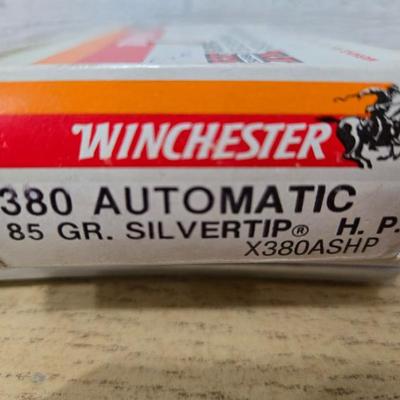 WINCHESTER
380 AUTOMATIC
85 GR. SILVERTIP® H. P.
X380ASHP